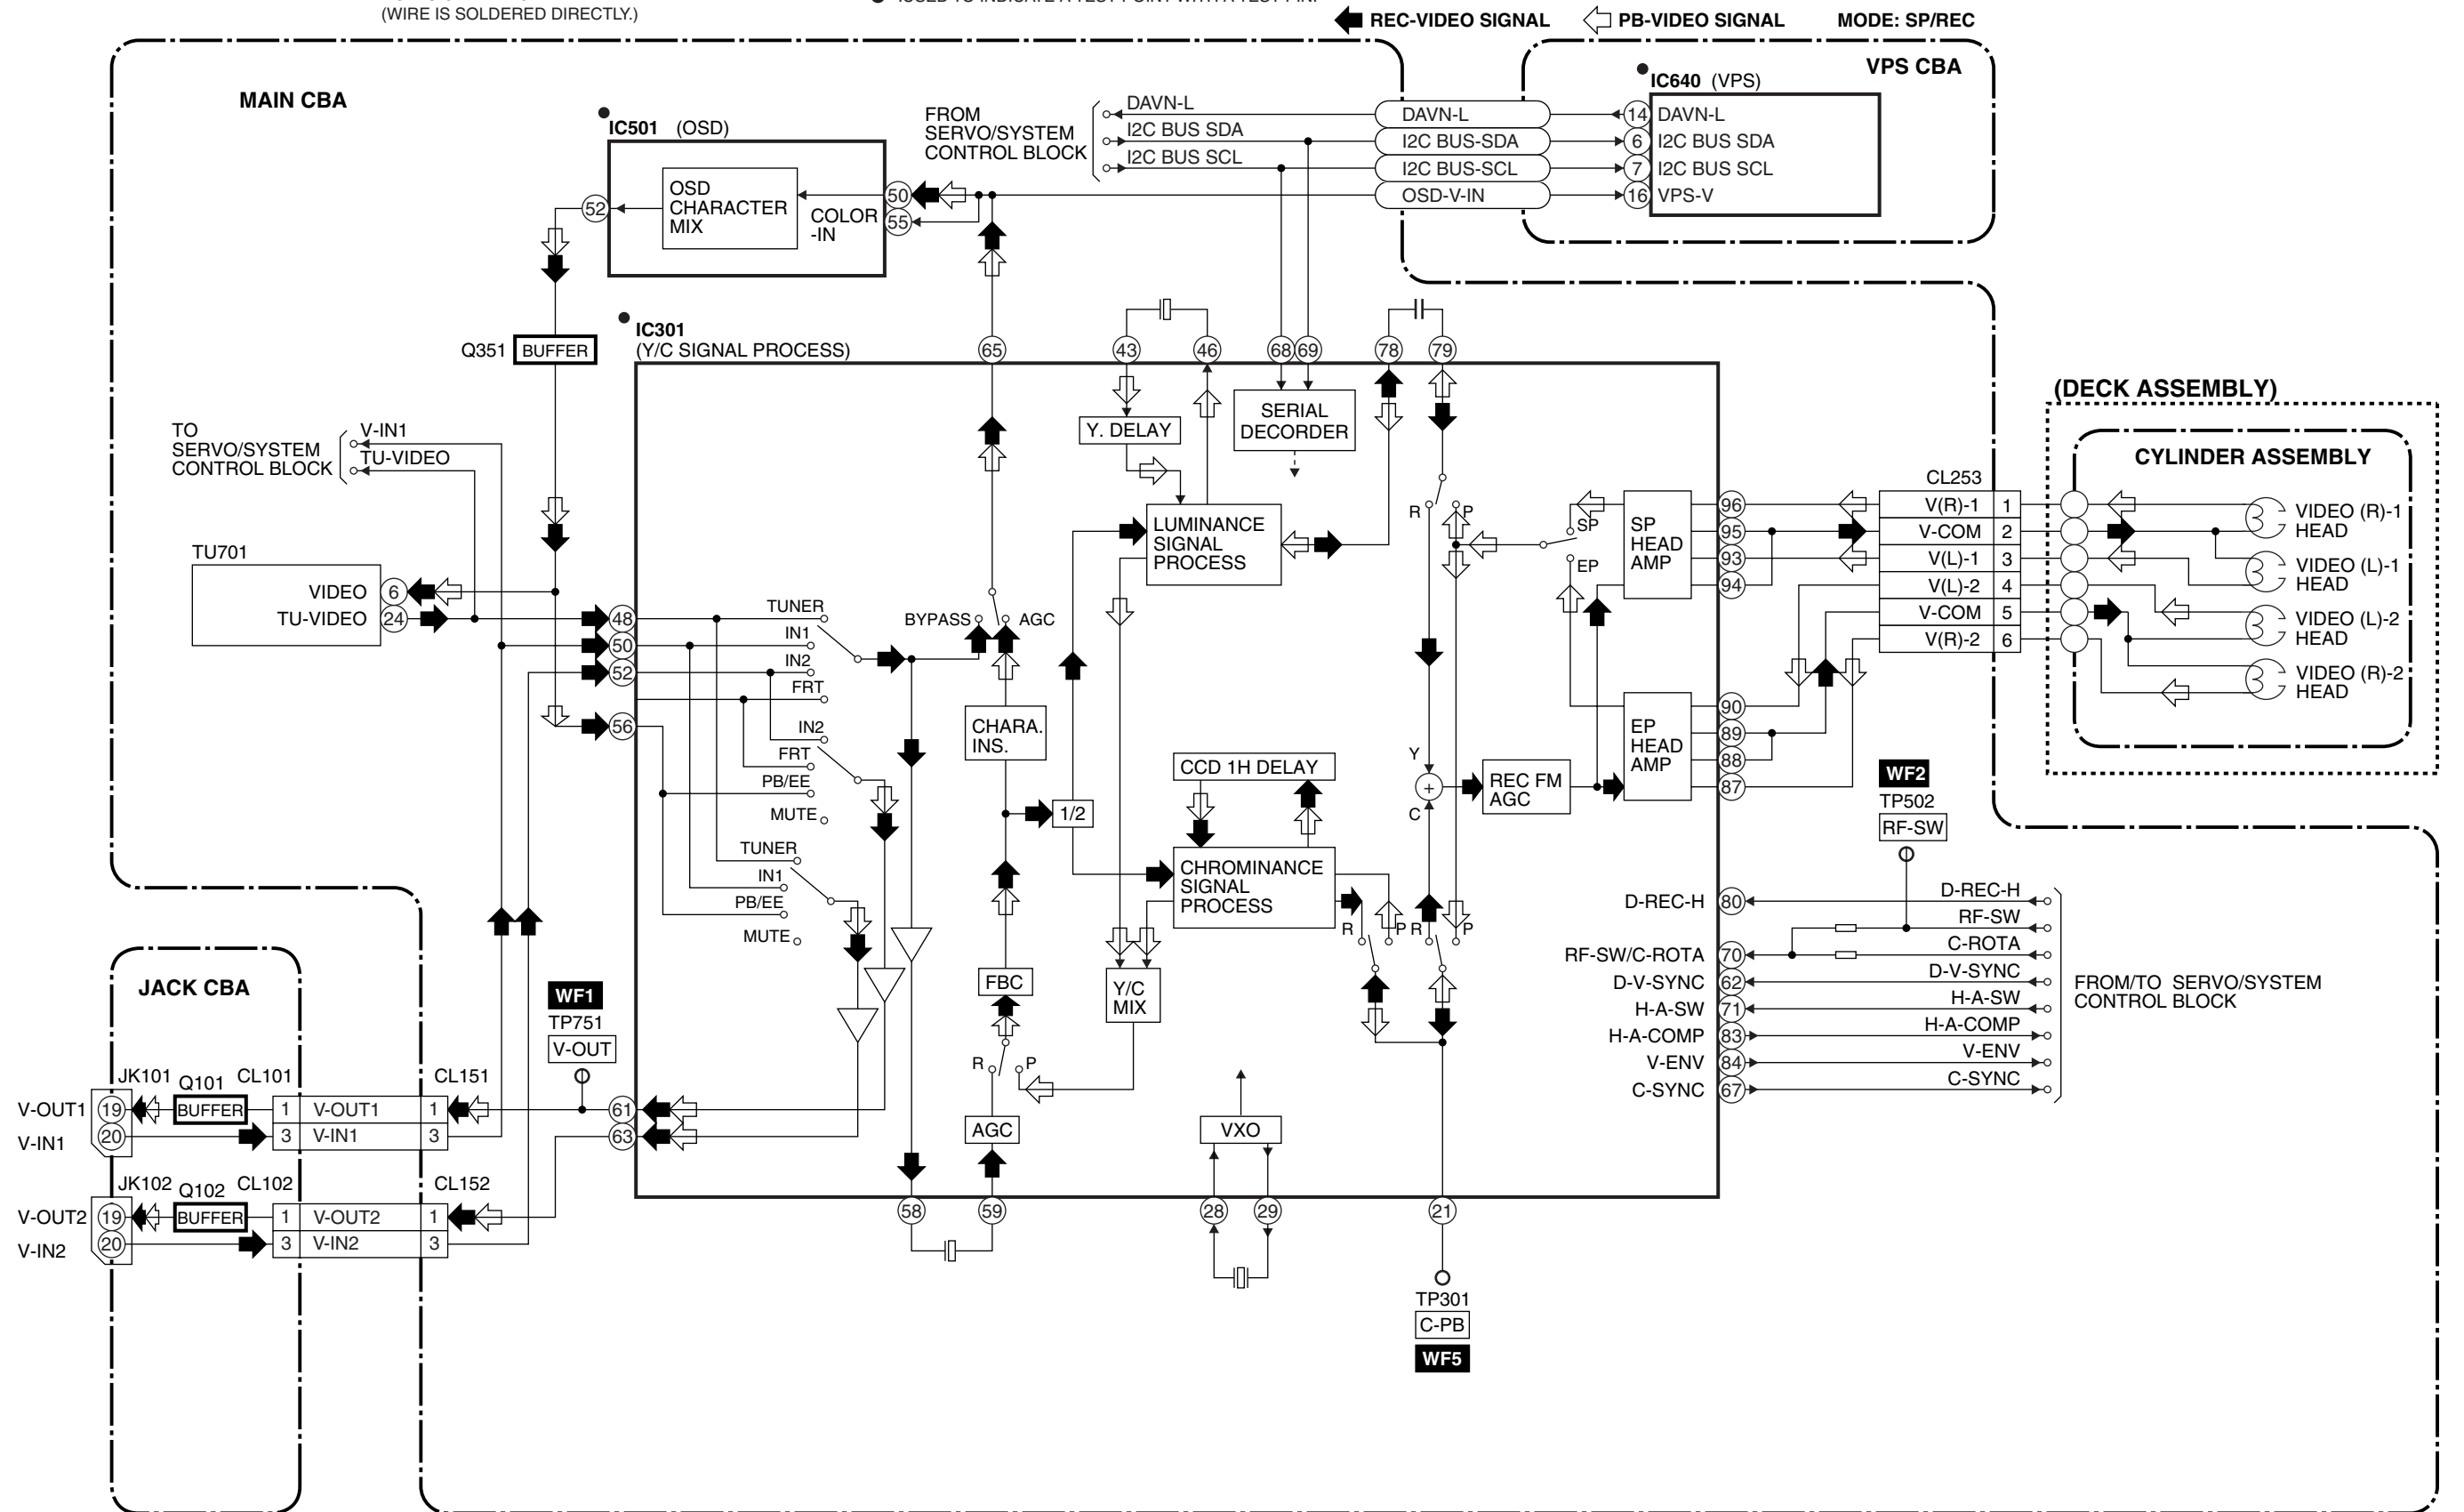 (WIRE IS SOLDERED DIRECTLY.)
REC-VIDEO SIGNAL PB-VIDEO SIGNAL MODE: SP/REC
MAIN CBA
VPS CBA
IC640 (VPS)
14 DAVN-L
6 I2C BUS SDA
7 I2C BUS SCL
16 VPS-V
DAVN-L
I2C BUS-SDA
I2C BUS-SCL
OSD-V-IN
FROM
SERVO/SYSTEM
CONTROL BLOCK
DAVN-L
I2C BUS SDA
I2C BUS SCL
IC501 (OSD)
OSD
CHARACTER
MIX
COLOR
-IN
52
50
55
Q351 BUFFER
IC301
(Y/C SIGNAL PROCESS)
65
43
46
68
69
78
79
TO
SERVO/SYSTEM
CONTROL BLOCK
V-IN1
TU-VIDEO
TU701
VIDEO 6
TU-VIDEO 24
48
50
52
56
TUNER
IN1
IN2
FRT
IN2
FRT
PB/EE
MUTE
TUNER
IN1
PB/EE
MUTE
BYPASS
AGC
CHARA.
INS.
1/2
FBC
R P
AGC
Y. DELAY
SERIAL
DECORDER
LUMINANCE
SIGNAL
PROCESS
CCD 1H DELAY
CHROMINANCE
SIGNAL
PROCESS
Y/C
MIX
VXO
R P
R P
R P
Y
+
C
REC FM
AGC
SP
EP
SP
HEAD
AMP
EP
HEAD
AMP
96
95
93
94
90
89
88
87
CL253
V(R)-1 1
V-COM 2
V(L)-1 3
V(L)-2 4
V-COM 5
V(R)-2 6
(DECK ASSEMBLY)
CYLINDER ASSEMBLY
VIDEO (R)-1
HEAD
VIDEO (L)-1
HEAD
VIDEO (L)-2
HEAD
VIDEO (R)-2
HEAD
WF2
TP502
RF-SW
D-REC-H 80 D-REC-H
RF-SW
RF-SW/C-ROTA 70 C-ROTA
D-V-SYNC 62 D-V-SYNC
H-A-SW 71 H-A-SW
H-A-COMP 83 H-A-COMP
V-ENV 84 V-ENV
C-SYNC 67 C-SYNC
FROM/TO SERVO/SYSTEM
CONTROL BLOCK
JACK CBA
WF1
TP751
V-OUT
JK101 Q101 CL101 CL151
V-OUT1 19 BUFFER 1 V-OUT1 1
V-IN1 20 3 V-IN1 3
61
63
JK102 Q102 CL102 CL152
V-OUT2 19 BUFFER 1 V-OUT2 1
V-IN2 20 3 V-IN2 3
58
59
28
29
21
TP301
C-PB
WF5